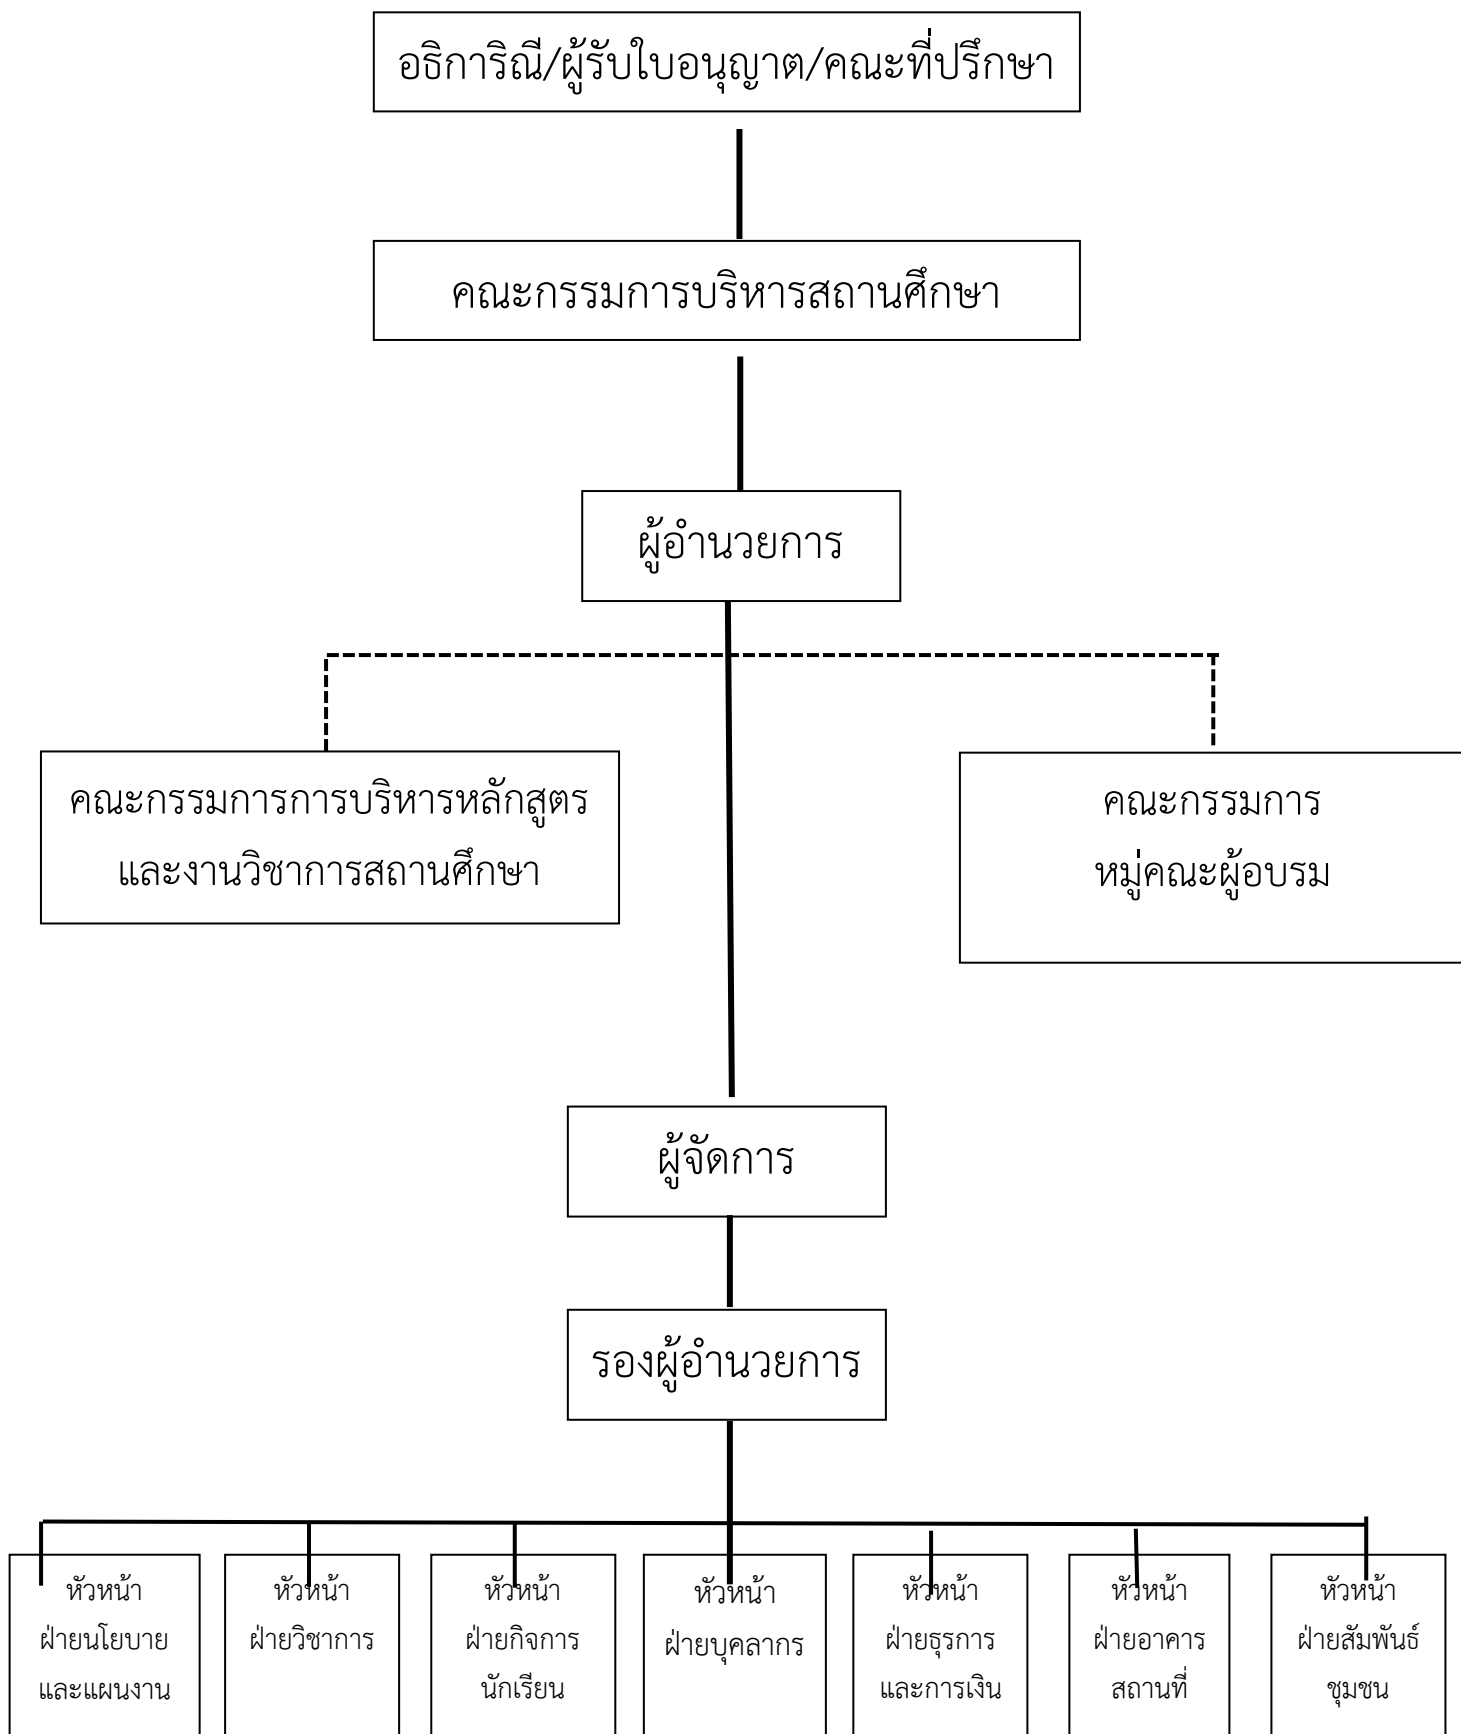 อธิการิณี/ผู้รับใบอนุญาต/คณะที่ปรึกษา
คณะกรรมการบริหารสถานศึกษา
ผู้อำนวยการ
คณะกรรมการการบริหารหลักสูตร
และงานวิชาการสถานศึกษา
คณะกรรมการ
หมู่คณะผู้อบรม
ผู้จัดการ
รองผู้อำนวยการ
หัวหน้า
ฝ่ายนโยบาย
และแผนงาน
หัวหน้า
ฝ่ายวิชาการ
หัวหน้า
ฝ่ายกิจการ
นักเรียน
หัวหน้า
ฝ่ายบุคลากร
หัวหน้า
ฝ่ายธุรการ
และการเงิน
หัวหน้า
ฝ่ายอาคาร
สถานที่
หัวหน้า
ฝ่ายสัมพันธ์
ชุมชน